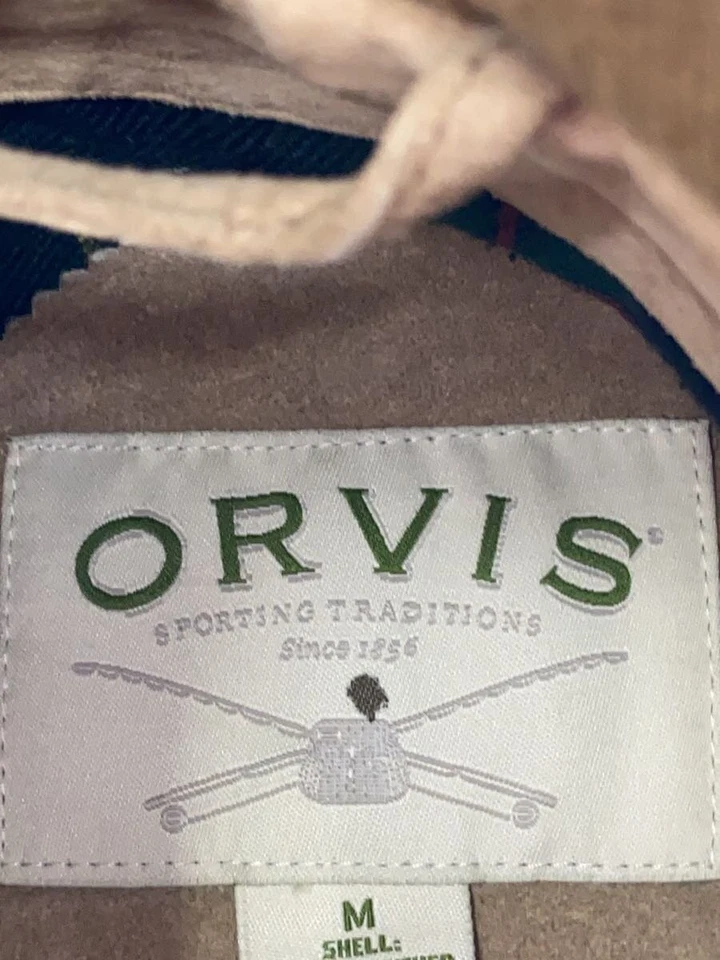 ORVIS®
SPORTING TRADITIONS
Since 1856
M
SHELL: